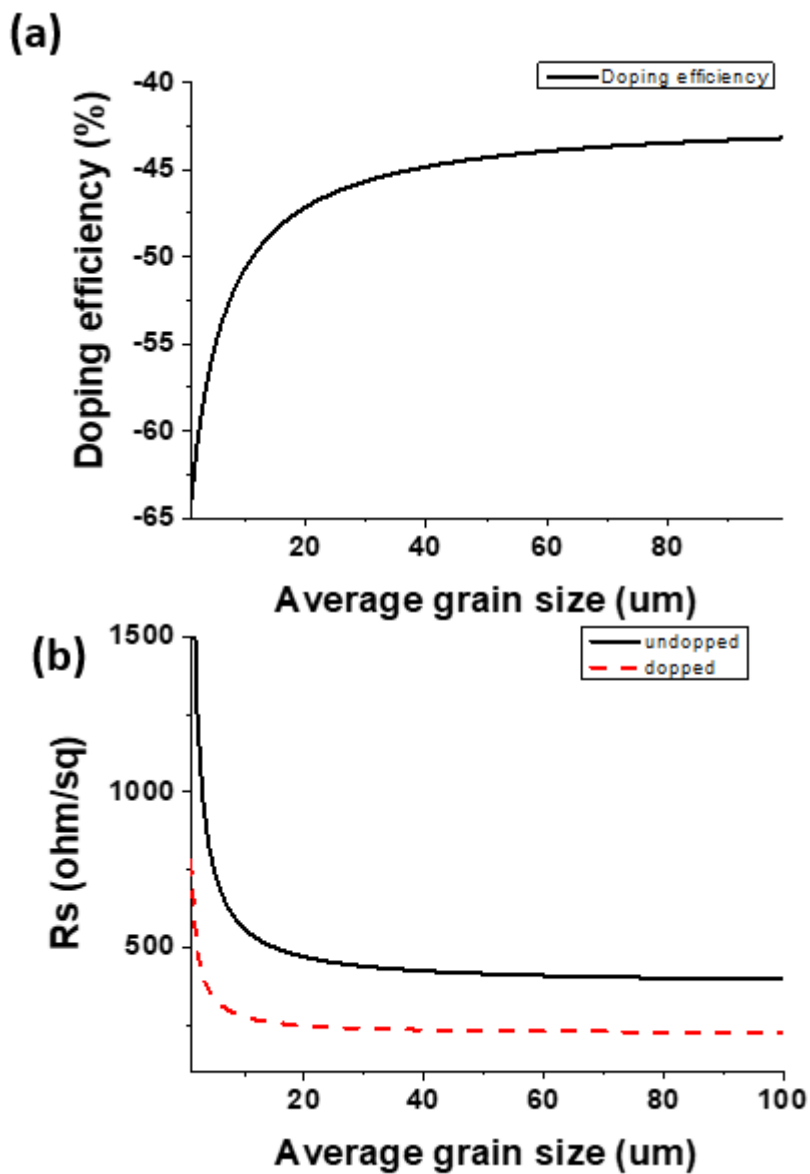 (a)
Doping efficiency
-40
-45
-50
-55
-60
-65
Doping efficiency (%)
20
40
60
80
Average grain size (um)
(b)
undopped
dopped
1500
1000
500
Rs (ohm/sq)
20
40
60
80
100
Average grain size (um)